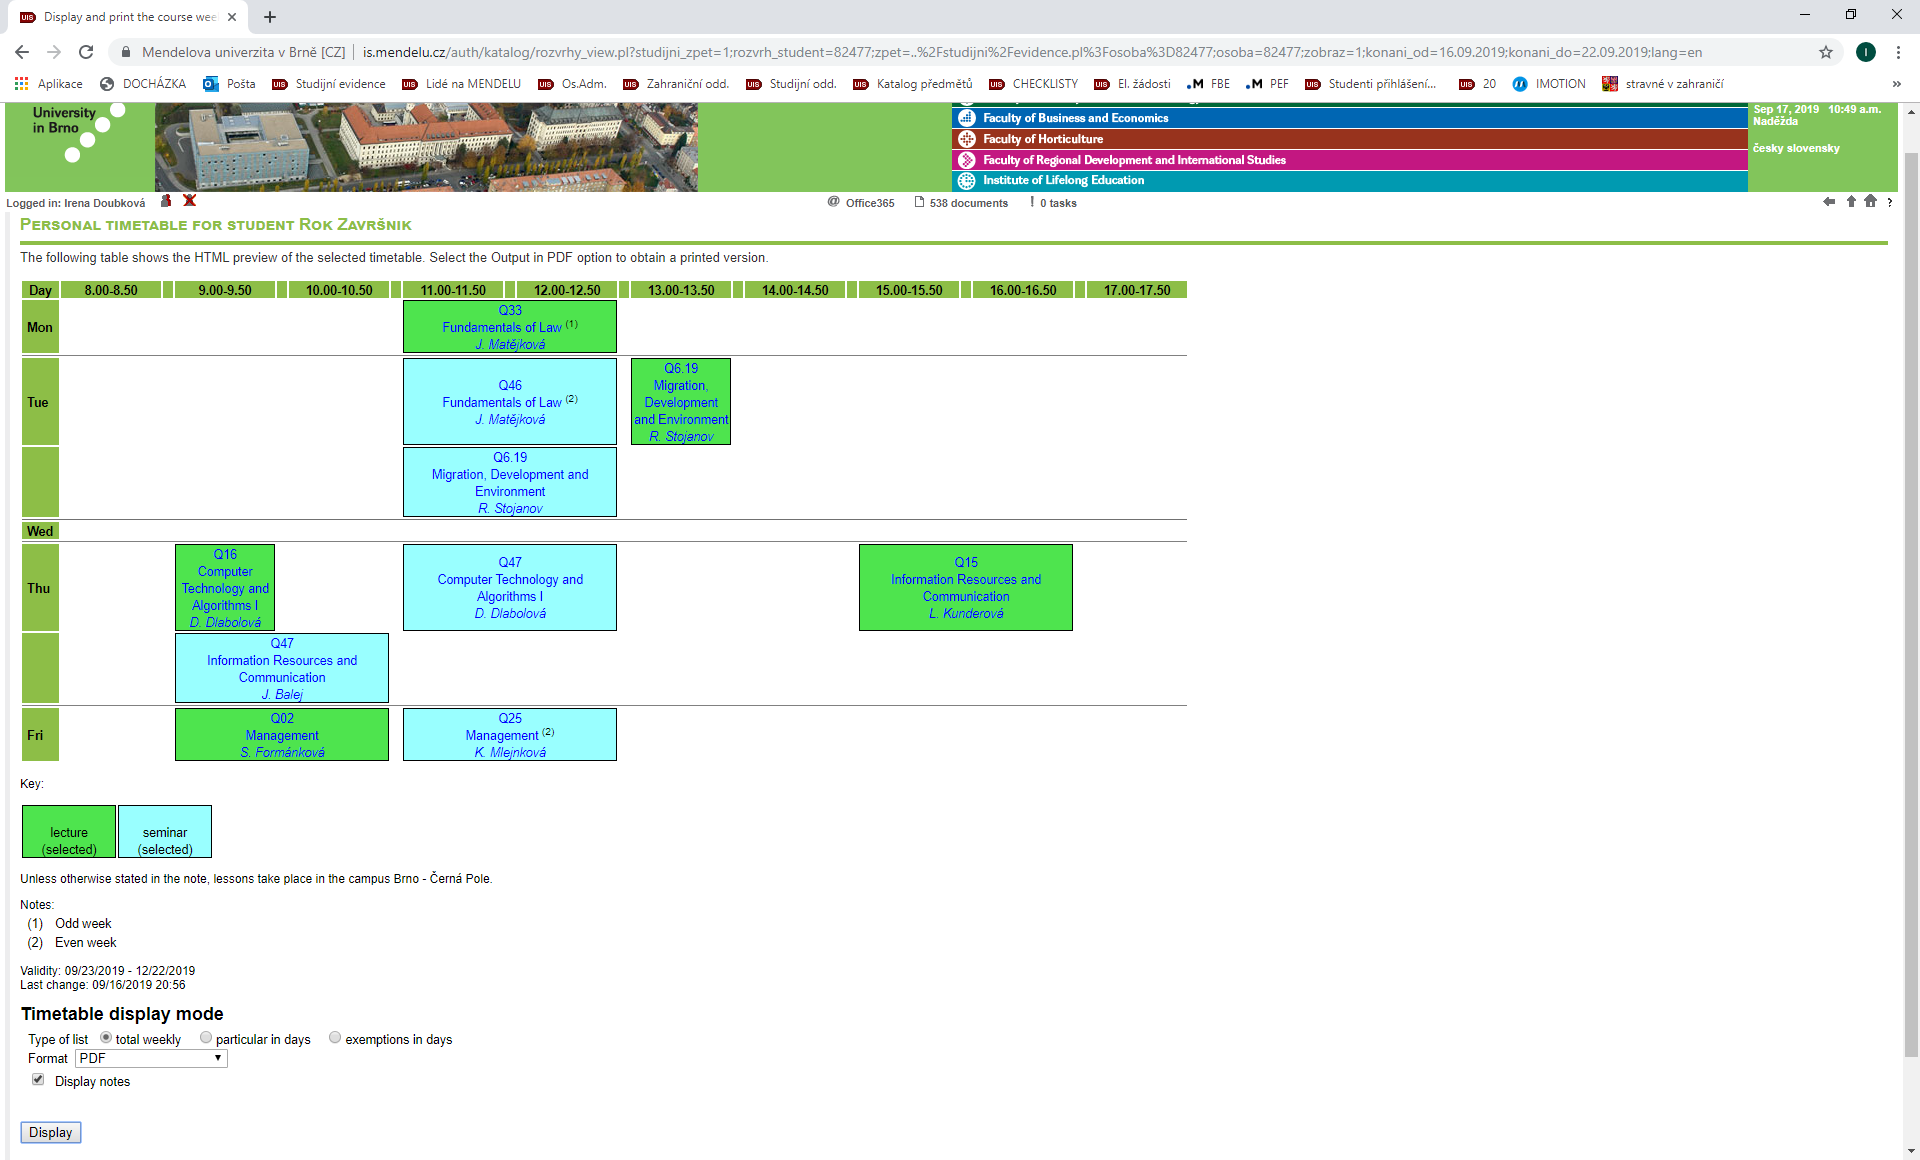 Display and print the course wee
Mendelova univerzita v Brně [CZ]
is.mendelu.cz/auth/katalog/rozvrhy_view.pl?studijni_zpet=1;rozvrh_student=82477;zpet=..%2Fstudijni%2Fevidence.pl%3Fosoba%3D82477;osoba=82477;zobraz=1;konani_od=16.09.2019;konani_do=22.09.2019;lang=en
I
Aplikace DOCHÁZKA Pošta Studijní evidence Lidé na MENDELU Os.Adm. Zahraniční odd. Studijní odd. Katalog předmětů CHECKLISTY El. žádosti FBE PEF Studenti přihlášení... 20 IMOTION stravné v zahraničí »
University
in Brno
Faculty of Business and Economics
Faculty of Horticulture
Faculty of Regional Development and International Studies
Institute of Lifelong Education
Sep 17, 2019 10:49 a.m.
Naděžda
česky slovensky
Logged in: Irena Doubková
@ Office365 538 documents ! 0 tasks
?
Personal timetable for student Rok Završnik
The following table shows the HTML preview of the selected timetable. Select the Output in PDF option to obtain a printed version.
Day 8.00-8.50 9.00-9.50 10.00-10.50 11.00-11.50 12.00-12.50 13.00-13.50 14.00-14.50 15.00-15.50 16.00-16.50 17.00-17.50
Mon
Q33
Fundamentals of Law (1)
J. Matějková
Tue
Q46
Fundamentals of Law (2)
J. Matějková
Q6.19
Migration,
Development
and Environment
R. Stojanov
Q6.19
Migration, Development and
Environment
R. Stojanov
Wed
Thu
Q16
Computer
Technology and
Algorithms I
D. Dlabolová
Q47
Computer Technology and
Algorithms I
D. Dlabolová
Q15
Information Resources and
Communication
L. Kunderová
Q47
Information Resources and
Communication
J. Balej
Fri
Q02
Management
S. Formánková
Q25
Management (2)
K. Mlejnková
Key:
lecture
(selected)
seminar
(selected)
Unless otherwise stated in the note, lessons take place in the campus Brno - Černá Pole.
Notes:
(1) Odd week
(2) Even week
Validity: 09/23/2019 - 12/22/2019
Last change: 09/16/2019 20:56
Timetable display mode
Type of list total weekly particular in days exemptions in days
Format PDF
Display notes
Display